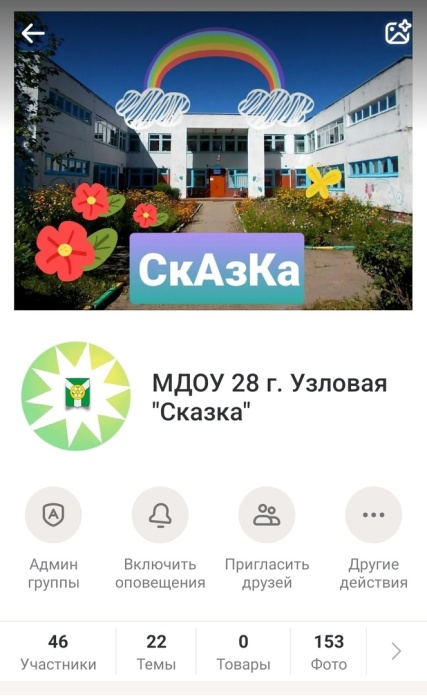 СкАзКа
МДОУ 28 г. Узловая
"Сказка"
Админ
группы
Включить
оповещения
Пригласить
друзей
Другие
действия
46
Участники
22
Темы
0
Товары
153
Фото